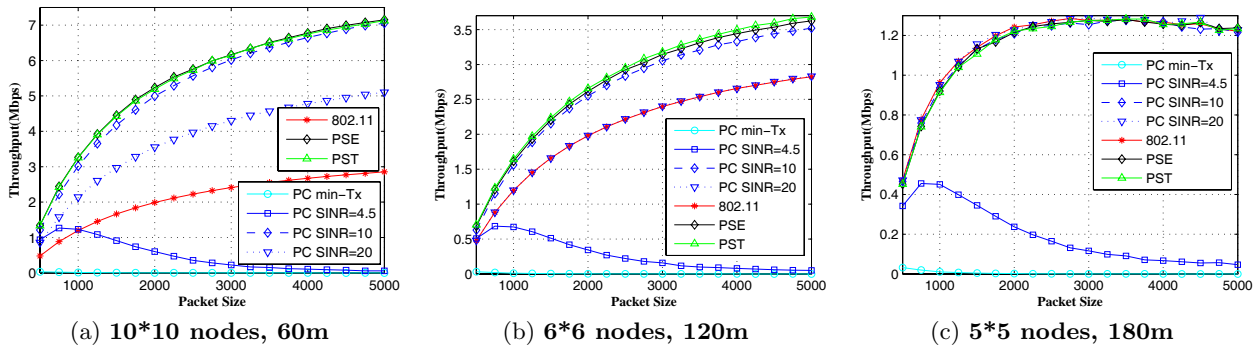 7
6
5
4
3
2
1
0
Throughput(Mbps)
1000 2000 3000 4000 5000
Packet Size
802.11
PSE
PST
PC min−Tx
PC SINR=4.5
PC SINR=10
PC SINR=20
(a) 10*10 nodes, 60m
3.5
3
2.5
2
1.5
1
0.5
0
Throughput(Mbps)
1000 2000 3000 4000 5000
Packet Size
PC min−Tx
PC SINR=4.5
PC SINR=10
PC SINR=20
802.11
PSE
PST
(b) 6*6 nodes, 120m
1.2
1
0.8
0.6
0.4
0.2
0
Throughput(Mbps)
1000 2000 3000 4000 5000
Packet Size
PC min−Tx
PC SINR=4.5
PC SINR=10
PC SINR=20
802.11
PSE
PST
(c) 5*5 nodes, 180m